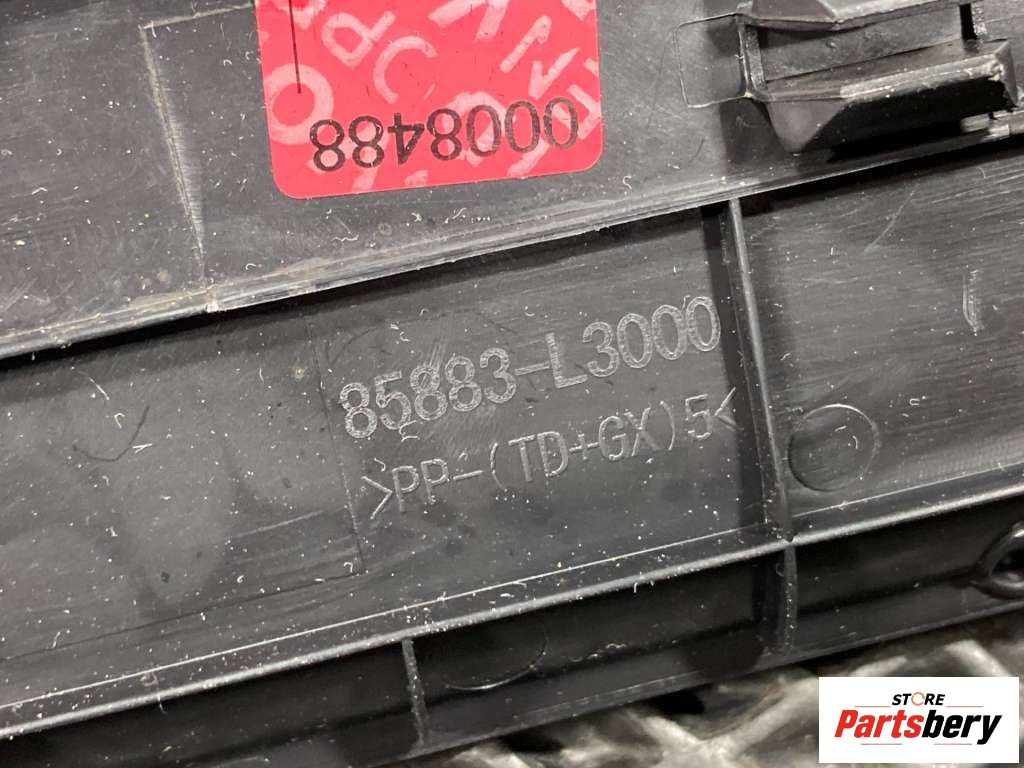 0008488
85883-L3000
>PP-(TD+GX)5<
STORE
Partsbery